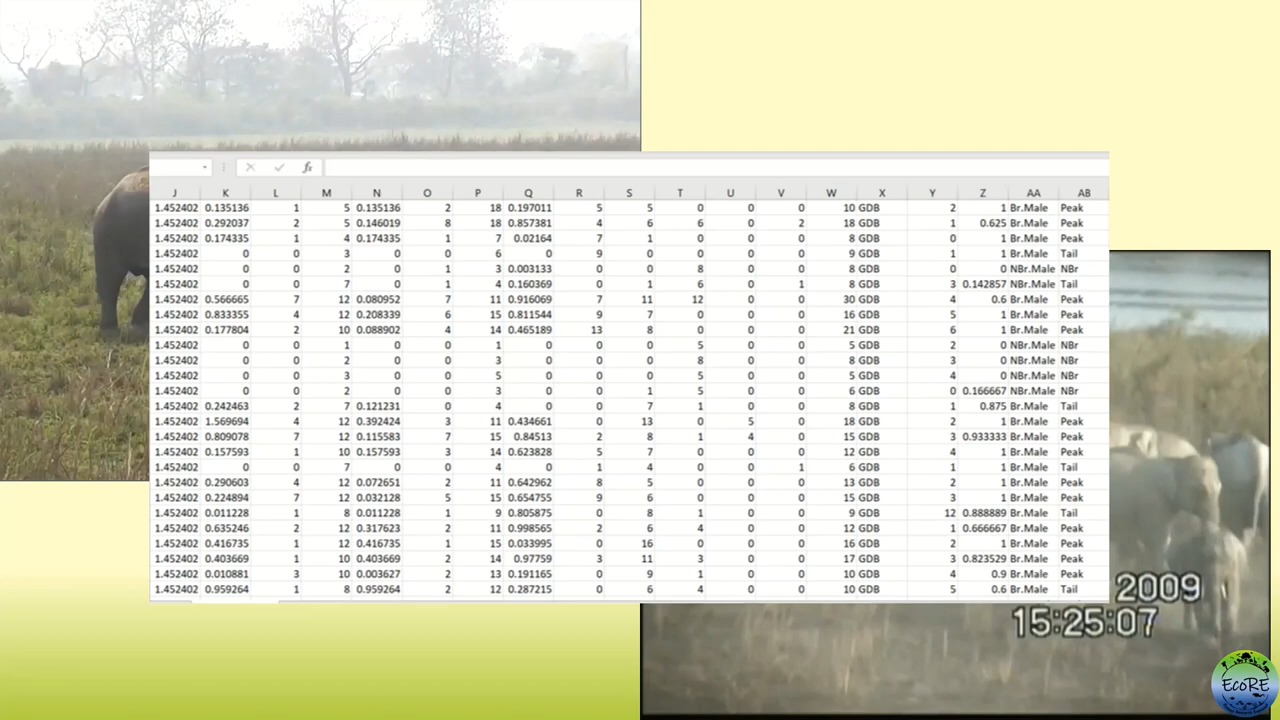 J K L M N O P Q R S T U V W X Y Z AA AB
1.452402 0.135136 1 5 0.135136 2 18 0.197011 5 5 0 0 0 10 GDB 2 1 Br.Male Peak
1.452402 0.292037 2 5 0.146019 8 18 0.857381 4 6 6 0 2 18 GDB 1 0.625 Br.Male Peak
1.452402 0.174335 1 4 0.174335 1 7 0.02164 7 1 0 0 0 8 GDB 0 1 Br.Male Peak
1.452402 0 3 0 0 6 0 9 0 0 0 0 9 GDB 1 1 Br.Male Tail
1.452402 0 2 0 1 3 0.003133 0 0 8 0 0 8 GDB 0 0 NBr.Male NBr
1.452402 0 7 0 1 4 0.160369 0 1 6 0 1 8 GDB 3 0.142857 NBr.Male Tail
1.452402 0.566665 7 12 0.080952 7 11 0.916069 7 11 12 0 0 30 GDB 4 0.6 Br.Male Peak
1.452402 0.833355 4 12 0.208339 6 15 0.811544 9 7 0 0 0 16 GDB 5 1 Br.Male Peak
1.452402 0.177804 2 10 0.088902 4 14 0.465189 13 8 0 0 0 21 GDB 6 1 Br.Male Peak
1.452402 0 1 0 0 1 0 0 0 5 0 0 5 GDB 2 0 NBr.Male NBr
1.452402 0 2 0 0 3 0 0 0 8 0 0 8 GDB 3 0 NBr.Male NBr
1.452402 0 3 0 0 5 0 0 0 5 0 0 5 GDB 4 0 NBr.Male NBr
1.452402 0 2 0 0 3 0 0 1 5 0 0 6 GDB 0 0.166667 NBr.Male NBr
1.452402 0.242463 2 7 0.121231 0 4 0 0 7 1 0 0 8 GDB 1 0.875 Br.Male Tail
1.452402 1.569694 4 12 0.392424 3 11 0.434661 0 13 0 5 0 18 GDB 2 1 Br.Male Peak
1.452402 0.809078 7 12 0.115583 7 15 0.84513 2 8 1 4 0 15 GDB 3 0.933333 Br.Male Peak
1.452402 0.157593 1 10 0.157593 3 14 0.623828 5 7 0 0 0 12 GDB 4 1 Br.Male Peak
1.452402 0 7 0 0 4 0 1 4 0 0 1 6 GDB 1 1 Br.Male Tail
1.452402 0.290603 4 12 0.072651 2 11 0.642962 8 5 0 0 0 13 GDB 2 1 Br.Male Peak
1.452402 0.224894 7 12 0.032128 5 15 0.654755 9 6 0 0 0 15 GDB 3 1 Br.Male Peak
1.452402 0.011228 1 8 0.011228 1 9 0.805875 0 8 1 0 0 9 GDB 12 0.888889 Br.Male Tail
1.452402 0.635246 2 12 0.317623 2 11 0.998565 2 6 4 0 0 12 GDB 1 0.666667 Br.Male Peak
1.452402 0.416735 1 12 0.416735 1 15 0.033995 0 16 0 0 0 16 GDB 2 1 Br.Male Peak
1.452402 0.403669 1 10 0.403669 2 14 0.97759 3 11 3 0 0 17 GDB 3 0.823529 Br.Male Peak
1.452402 0.010881 3 10 0.003627 2 13 0.191165 0 9 1 0 0 10 GDB 4 0.9 Br.Male Peak
1.452402 0.959264 1 8 0.959264 2 12 0.287215 0 6 4 0 0 10 GDB 5 0.6 Br.Male Tail
2009
15:25:07
EcoRE